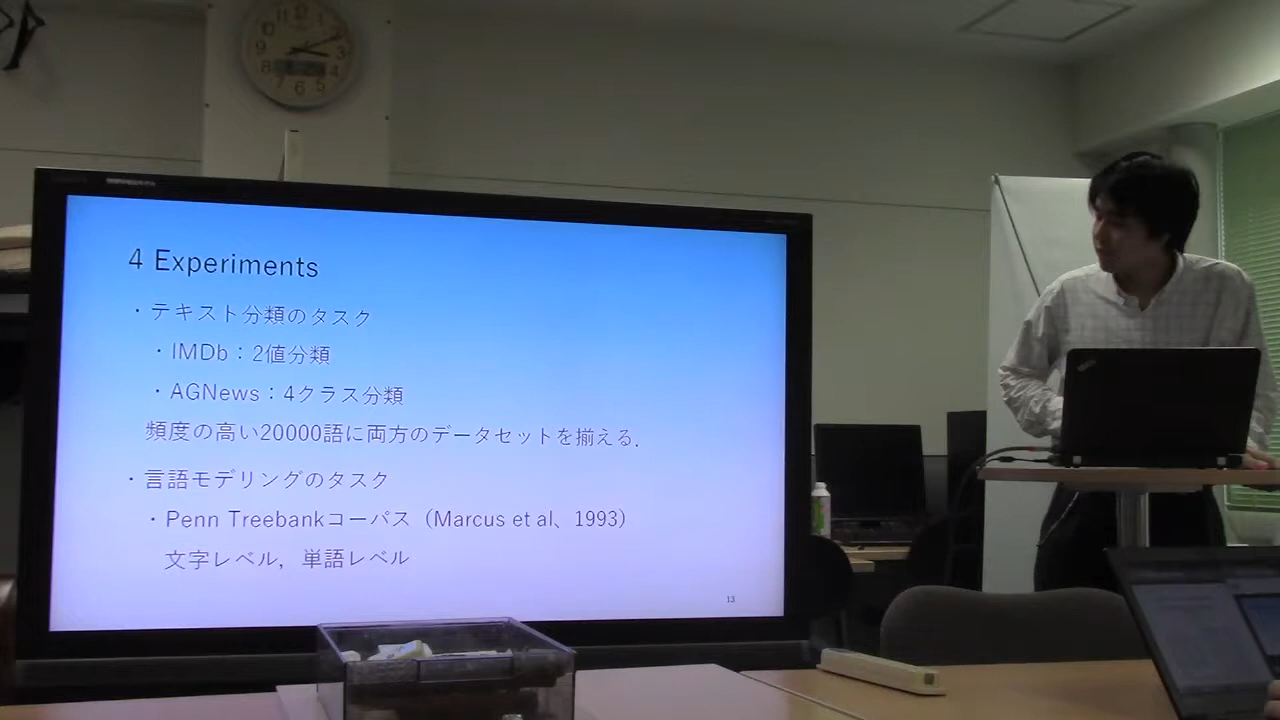 4 Experiments
・テキスト分類のタスク
・IMDb：2値分類
・AGNews：4クラス分類
頻度の高い20000語に両方のデータセットを揃える．
・言語モデリングのタスク
・Penn Treebankコーパス（Marcus et al、1993）
文字レベル，単語レベル
13